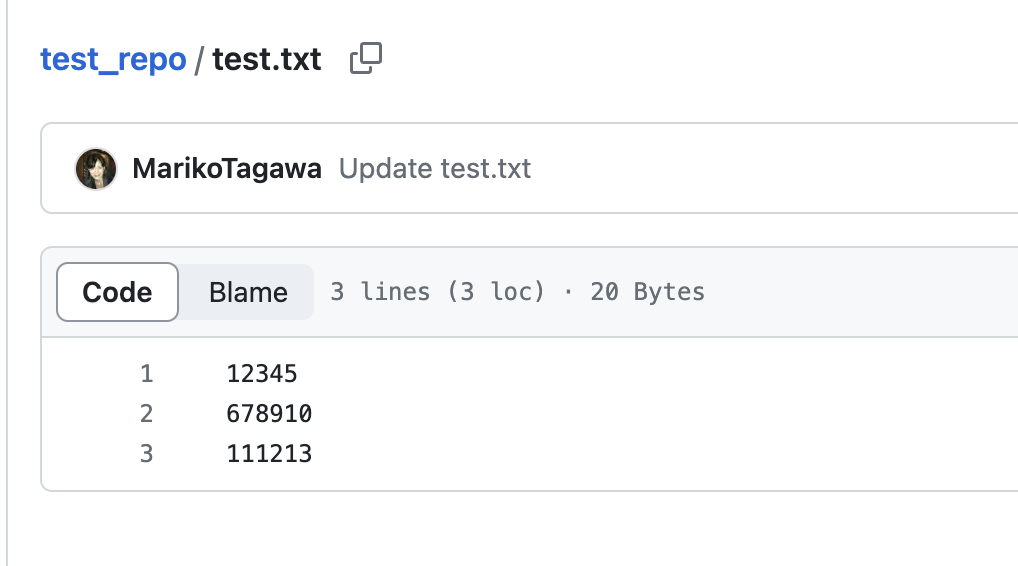 test_repo / test.txt
MarikoTagawa Update test.txt
Code Blame 3 lines (3 loc) · 20 Bytes
1 12345
2 678910
3 111213